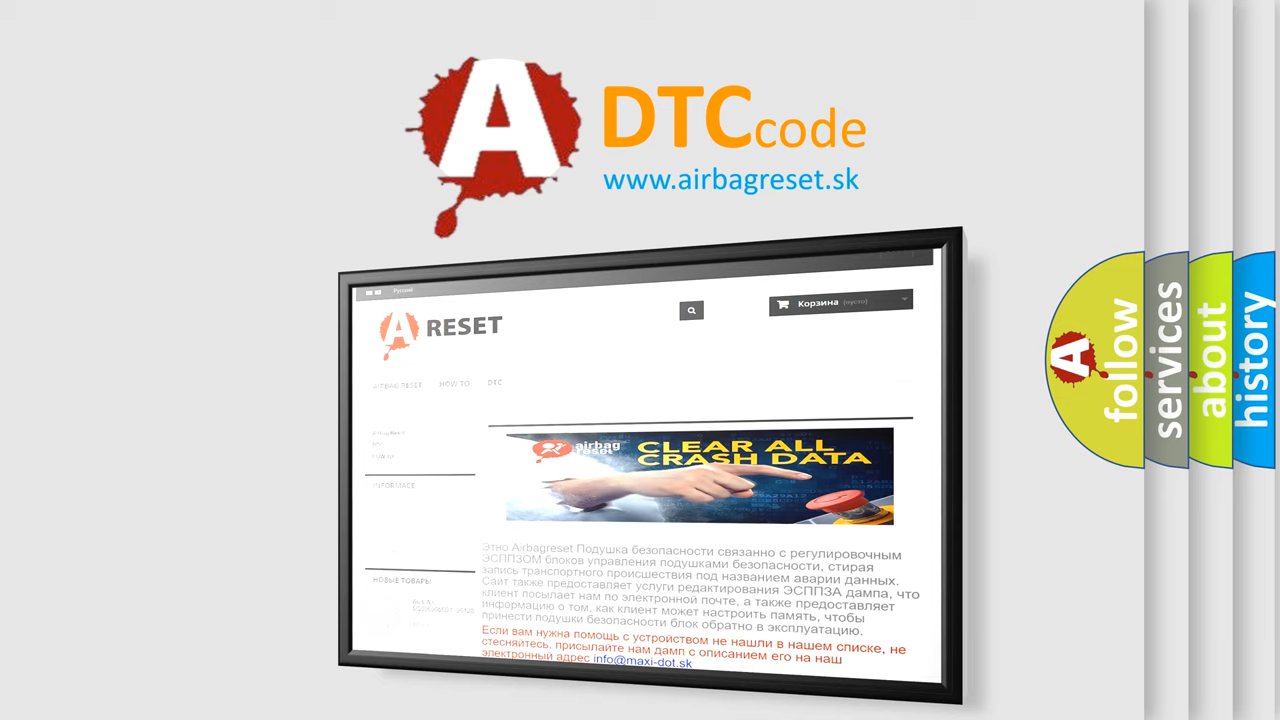 A DTCcode
www.airbagreset.sk
Русский
Корзина (пусто)
A RESET
AIRBAG RESET HOW TO DTC
INFORMACE
airbag
reset
CLEAR ALL
CRASH DATA
Этно Airbagreset Подушка безопасности связанно с регулировочным
ЭСППЗОМ блоков управления подушками безопасности, стирая
запись транспортного происшествия под названием аварии данных.
Сайт также предоставляет услуги редактирования ЭСППЗА дампа, что
клиент посылает нам по электронной почте, а также предоставляет
информацию о том, как клиент может настроить память, чтобы
принести подушки безопасности блок обратно в эксплуатацию.
Если вам нужна помощь с устройством не нашли в нашем списке, не
стесняйтесь, присылайте нам дамп с описанием его на наш
электронный адрес info@maxi-dot.sk
НОВЫЕ ТОВАРЫ
A
follow
services
about
history